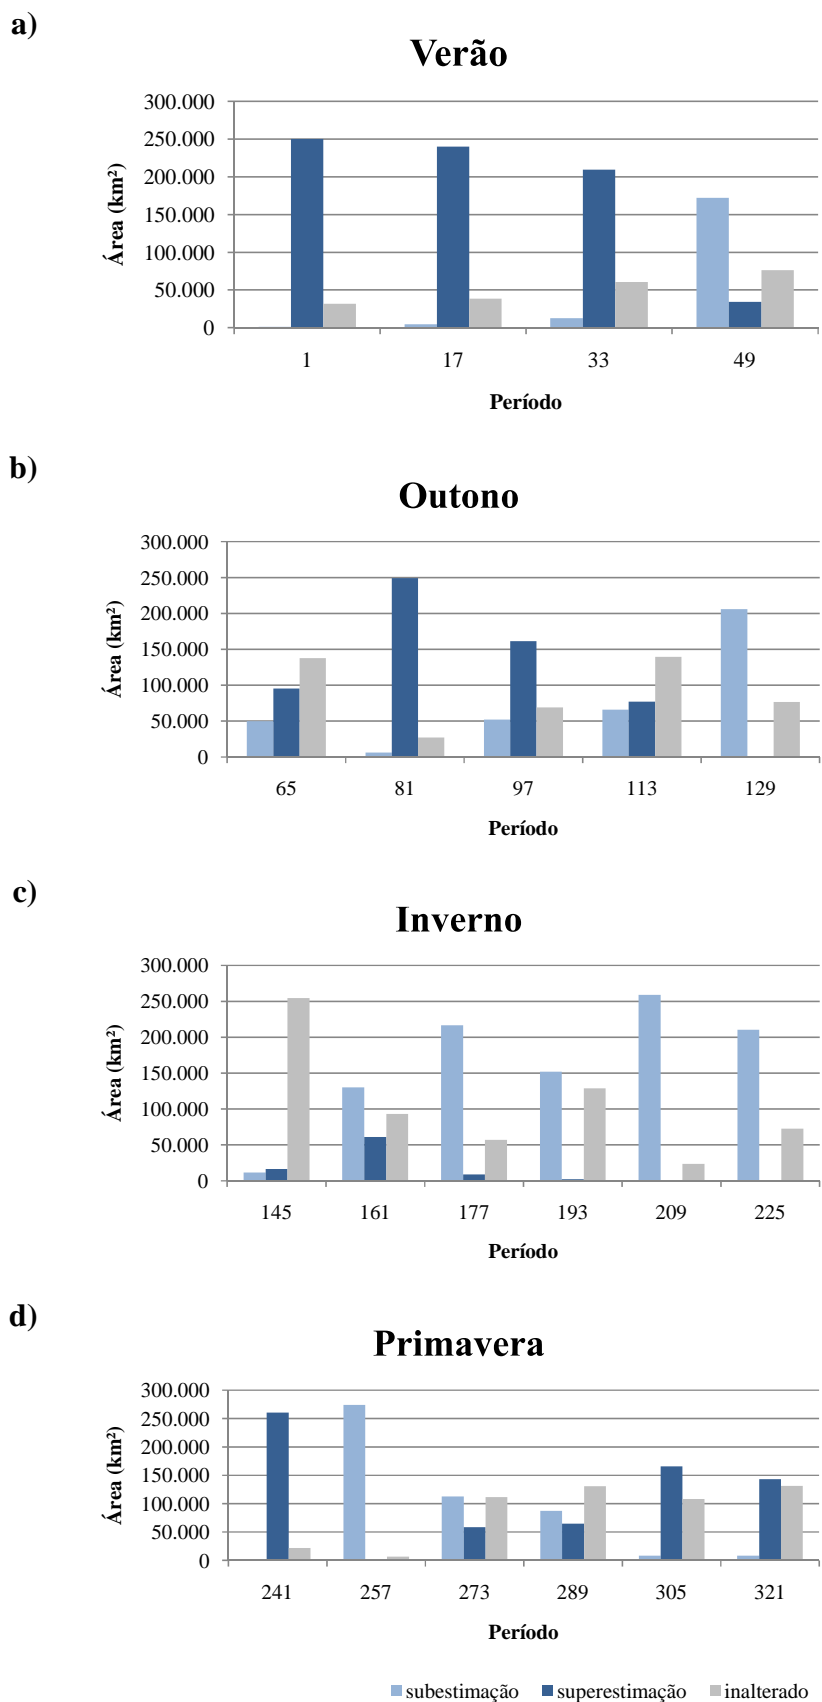 a)
Verão
300.000
250.000
200.000
150.000
100.000
50.000
0
Área (km²)
1 17 33 49
Período
b)
Outono
300.000
250.000
200.000
150.000
100.000
50.000
0
Área (km²)
65 81 97 113 129
Período
c)
Inverno
300.000
250.000
200.000
150.000
100.000
50.000
0
Área (km²)
145 161 177 193 209 225
Período
d)
Primavera
300.000
250.000
200.000
150.000
100.000
50.000
0
Área (km²)
241 257 273 289 305 321
Período
subestimação superestimação inalterado